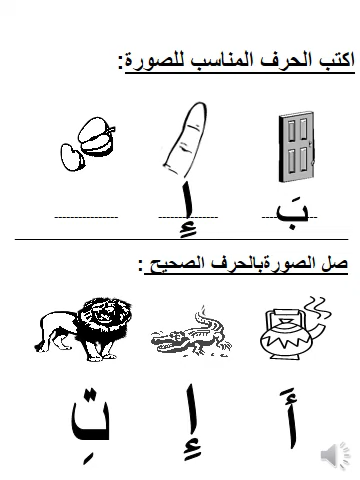 اكتب الحرف المناسب للصورة:
بَ إِ
صل الصورةبالحرف الصحيح :
أَ إِ تِ